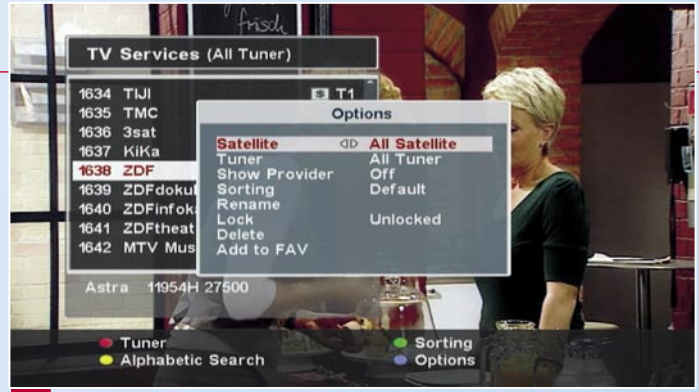 frisch
TV Services (All Tuner)
1634 TIJI $ T1
1635 TMC
1636 3sat
1637 KiKa
1638 ZDF
1639 ZDFdokul
1640 ZDFinfoka
1641 ZDFtheat
1642 MTV Mus
Options
Satellite All Satellite
Tuner All Tuner
Show Provider Off
Sorting Default
Rename
Lock Unlocked
Delete
Add to FAV
Astra 11954H 27500
Tuner
Sorting
Alphabetic Search
Options